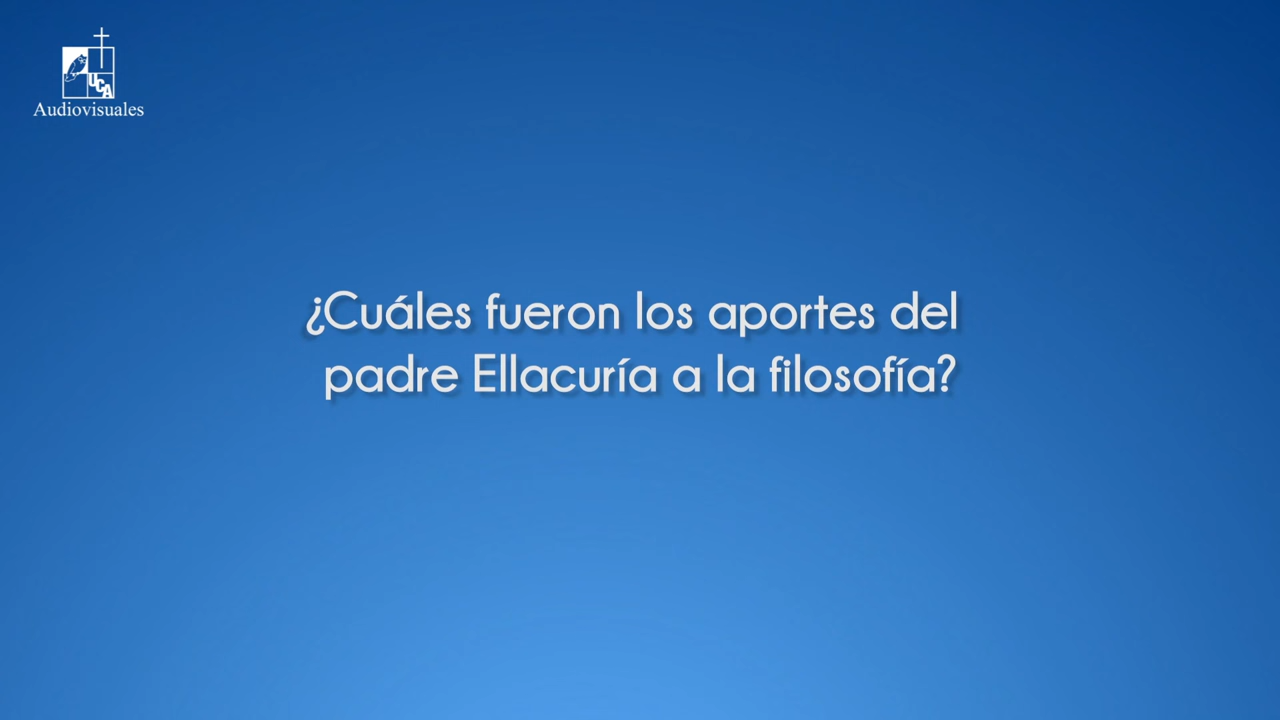 UCA
Audiovisuales
¿Cuáles fueron los aportes del
padre Ellacuría a la filosofía?